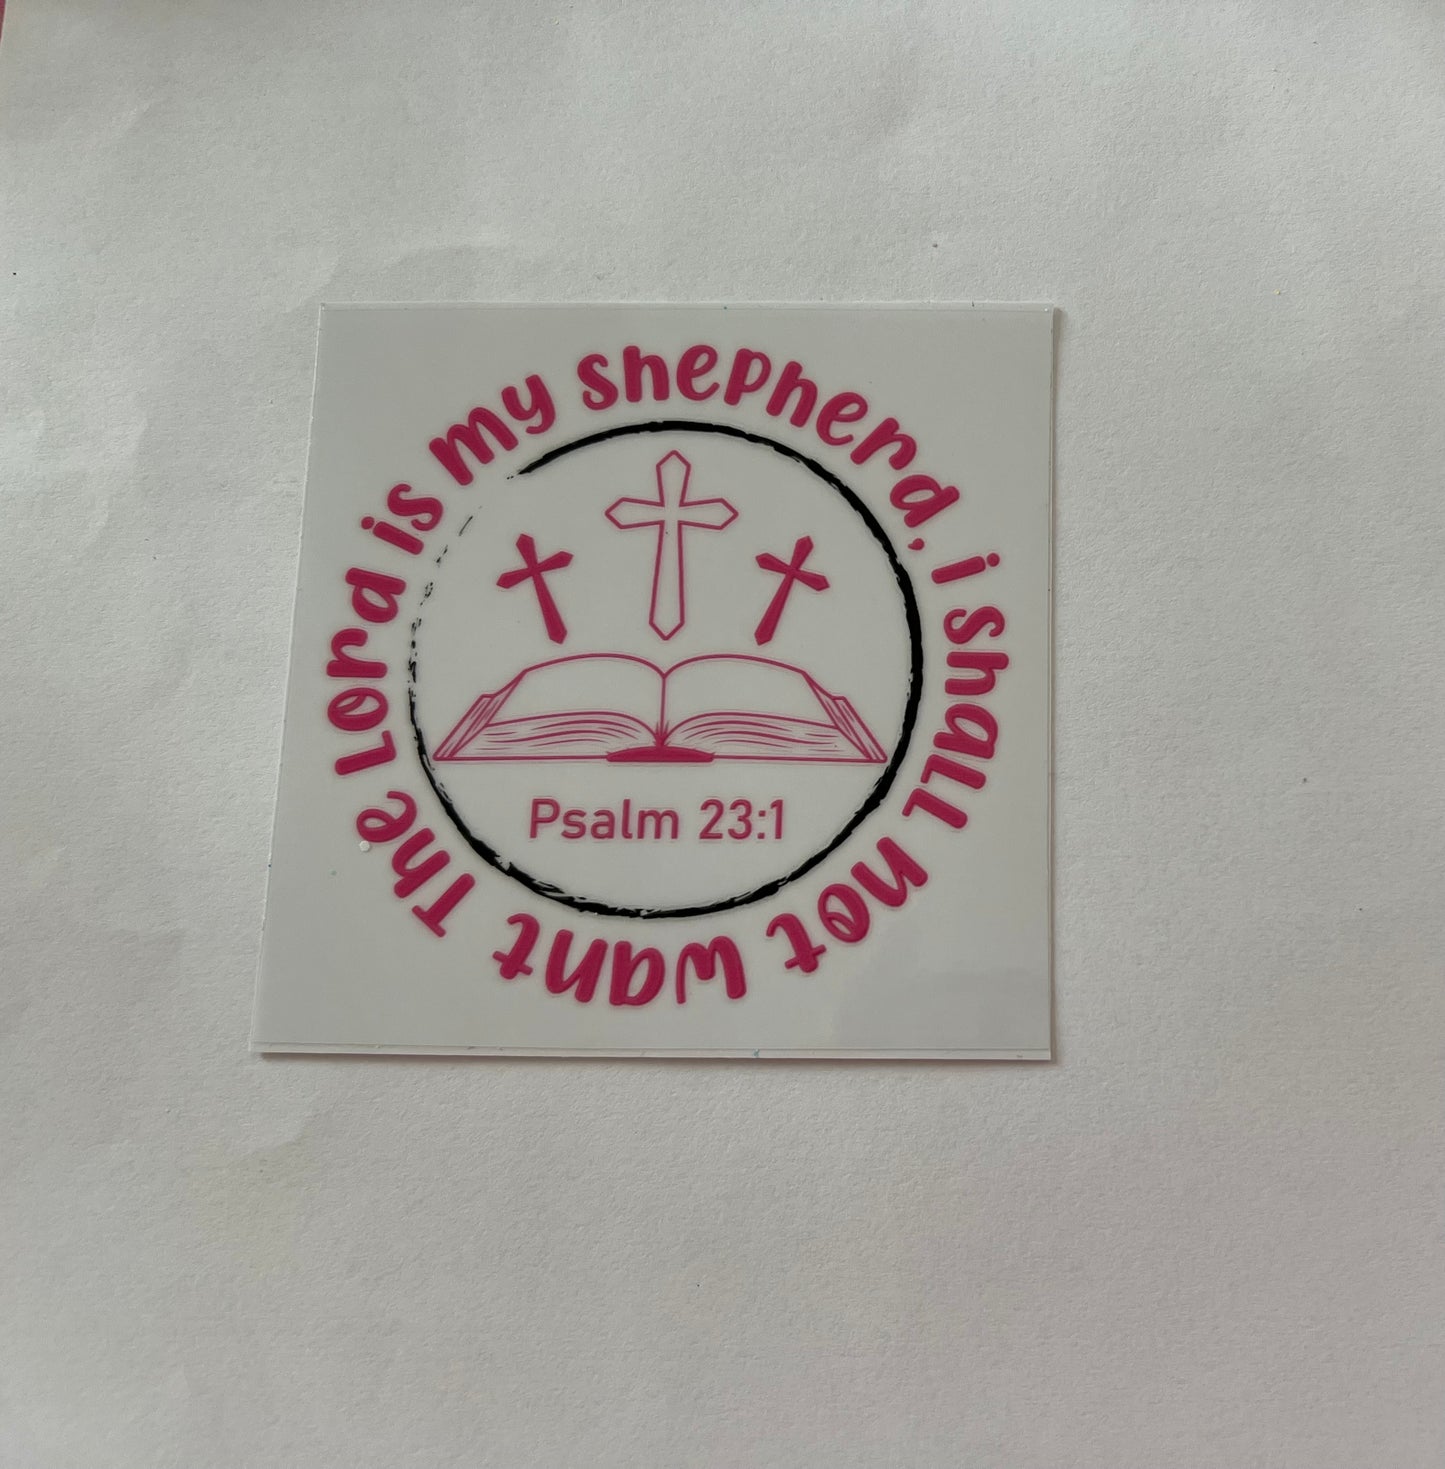 The Lord is my shepherd, i shall not want
Psalm 23:1